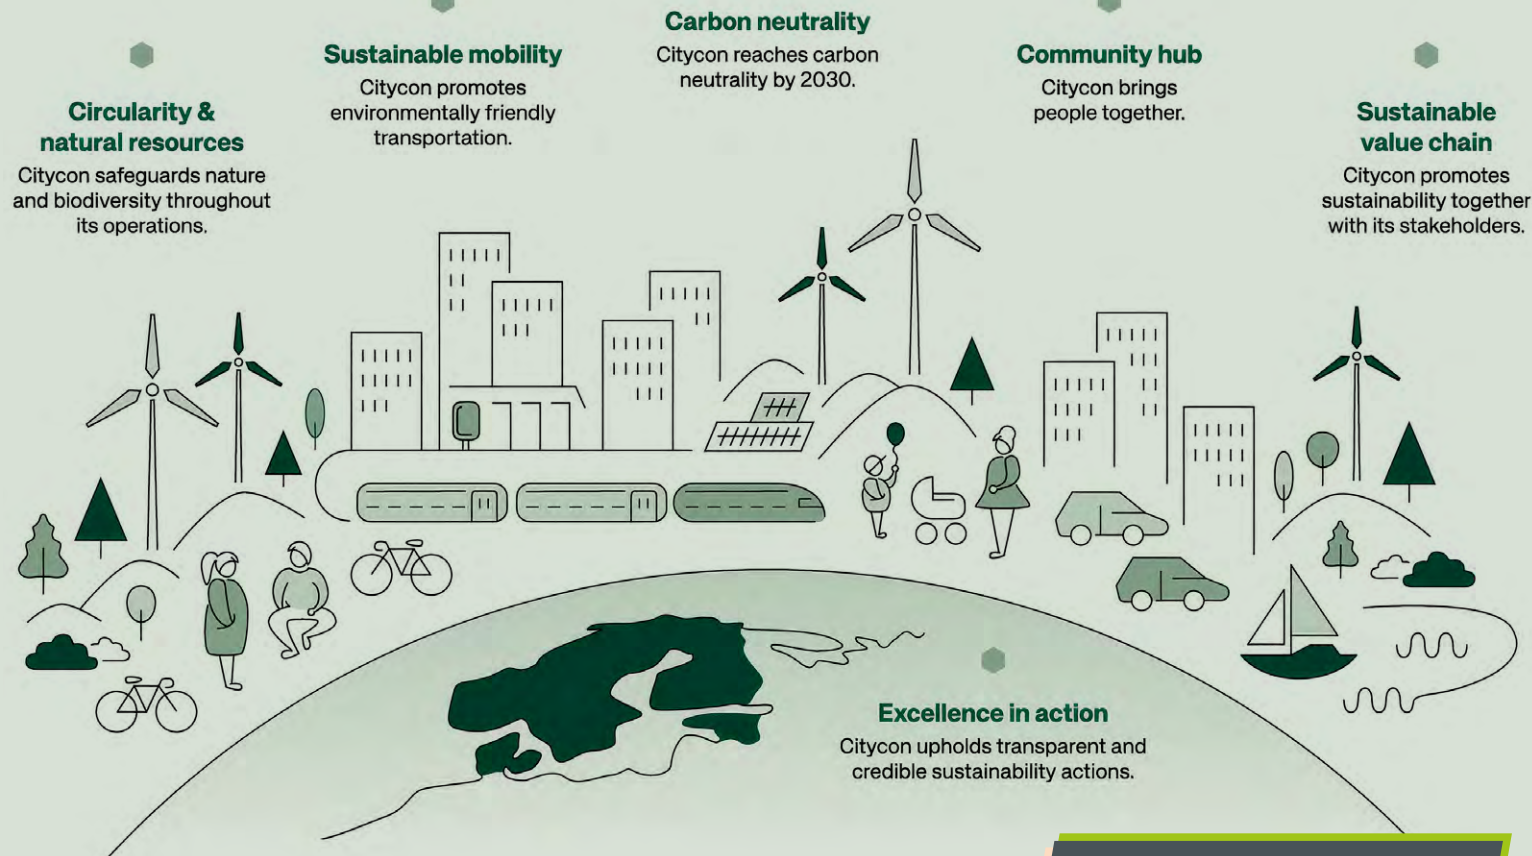 Circularity &
natural resources
Citycon safeguards nature
and biodiversity throughout
its operations.
Sustainable mobility
Citycon promotes
environmentally friendly
transportation.
Carbon neutrality
Citycon reaches carbon
neutrality by 2030.
Community hub
Citycon brings
people together.
Sustainable
value chain
Citycon promotes
sustainability together
with its stakeholders.
Excellence in action
Citycon upholds transparent and
credible sustainability actions.